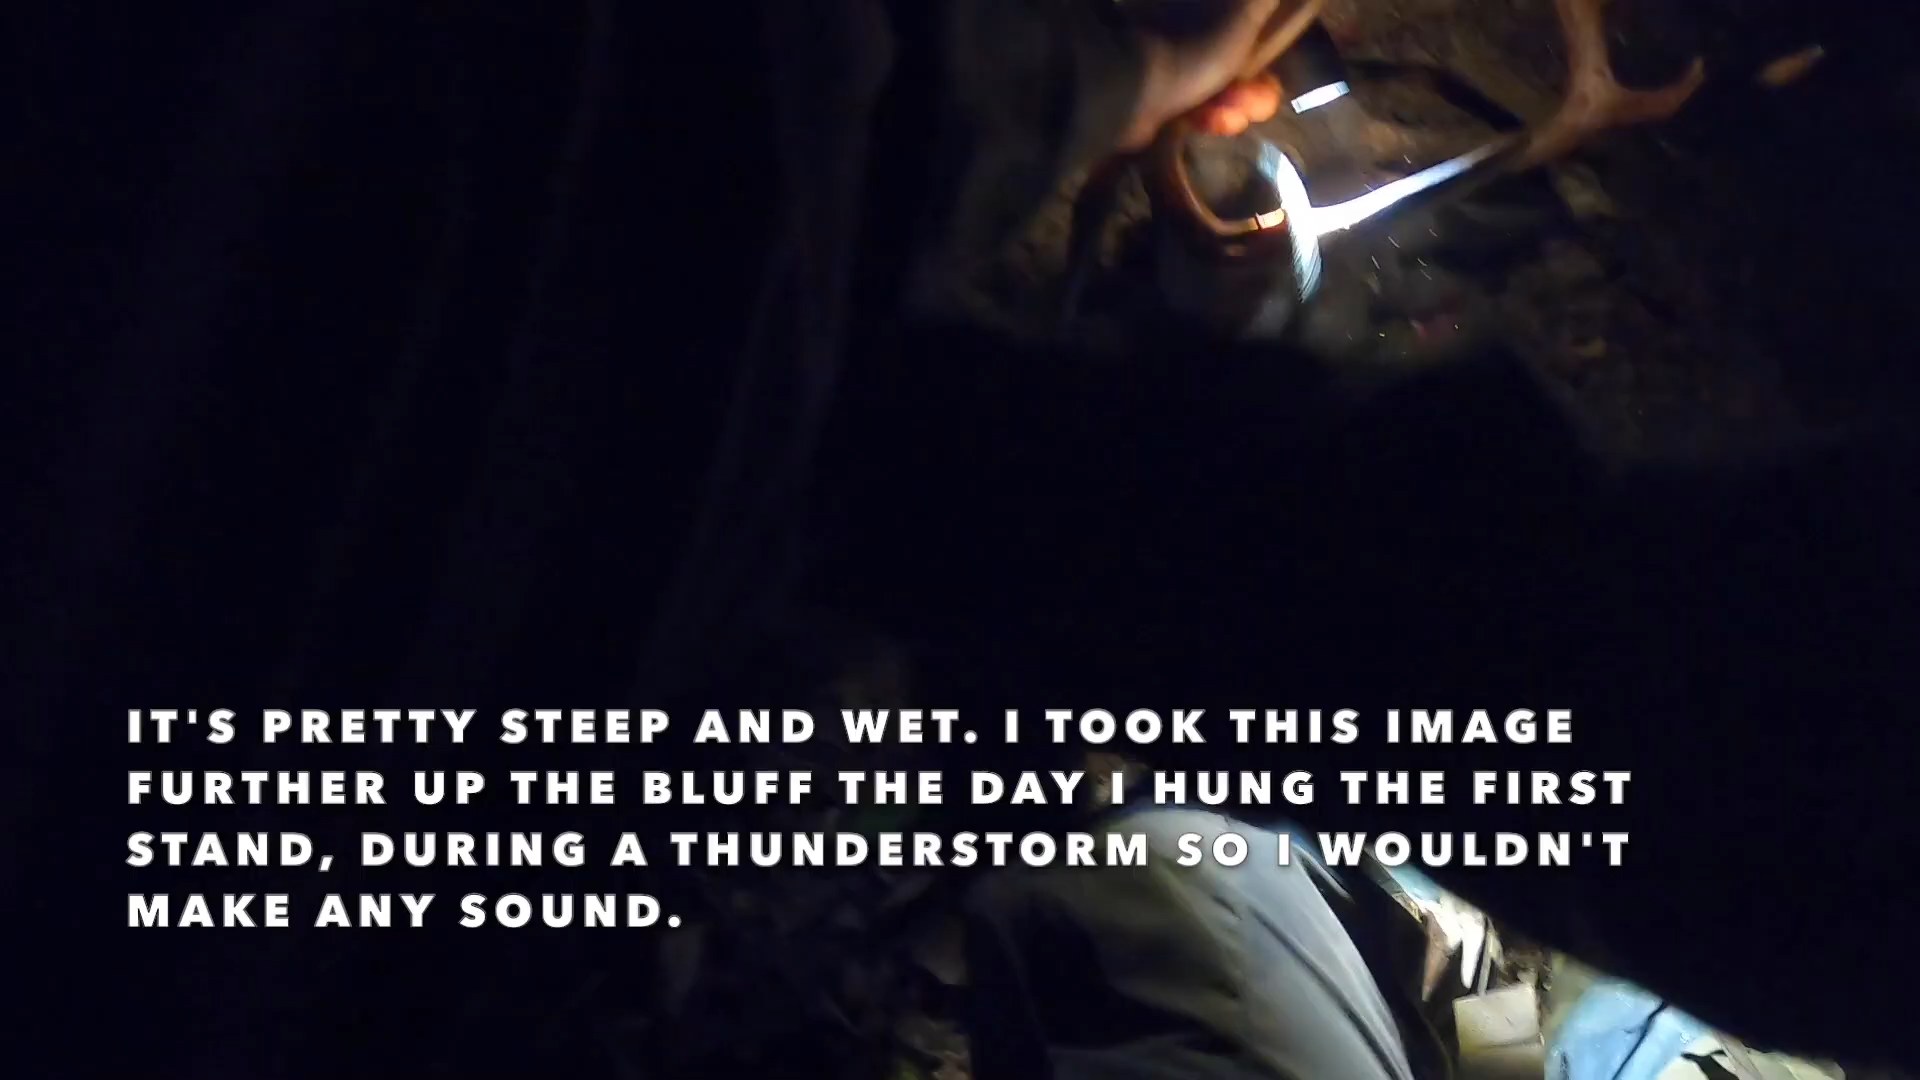 IT'S PRETTY STEEP AND WET. I TOOK THIS IMAGE
FURTHER UP THE BLUFF THE DAY I HUNG THE FIRST
STAND, DURING A THUNDERSTORM SO I WOULDN'T
MAKE ANY SOUND.